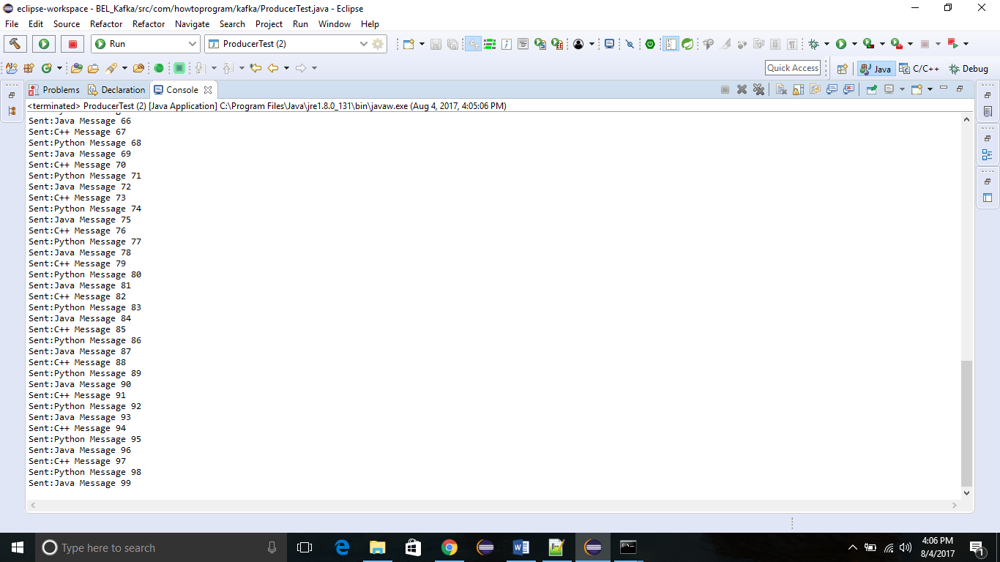 eclipse-workspace - BEL_Kafka/src/com/howtoprogram/kafka/ProducerTest.java - Eclipse
File Edit Source Refactor Refactor Navigate Search Project Run Window Help
Run ProducerTest (2)
Quick Access Java C/C++ Debug
Problems Declaration Console
<terminated> ProducerTest (2) [Java Application] C:\Program Files\Java\jre1.8.0_131\bin\javaw.exe (Aug 4, 2017, 4:05:06 PM)
Sent:Java Message 66
Sent:C++ Message 67
Sent:Python Message 68
Sent:Java Message 69
Sent:C++ Message 70
Sent:Python Message 71
Sent:Java Message 72
Sent:C++ Message 73
Sent:Python Message 74
Sent:Java Message 75
Sent:C++ Message 76
Sent:Python Message 77
Sent:Java Message 78
Sent:C++ Message 79
Sent:Python Message 80
Sent:Java Message 81
Sent:C++ Message 82
Sent:Python Message 83
Sent:Java Message 84
Sent:C++ Message 85
Sent:Python Message 86
Sent:Java Message 87
Sent:C++ Message 88
Sent:Python Message 89
Sent:Java Message 90
Sent:C++ Message 91
Sent:Python Message 92
Sent:Java Message 93
Sent:C++ Message 94
Sent:Python Message 95
Sent:Java Message 96
Sent:C++ Message 97
Sent:Python Message 98
Sent:Java Message 99
Type here to search
4:06 PM
8/4/2017
1